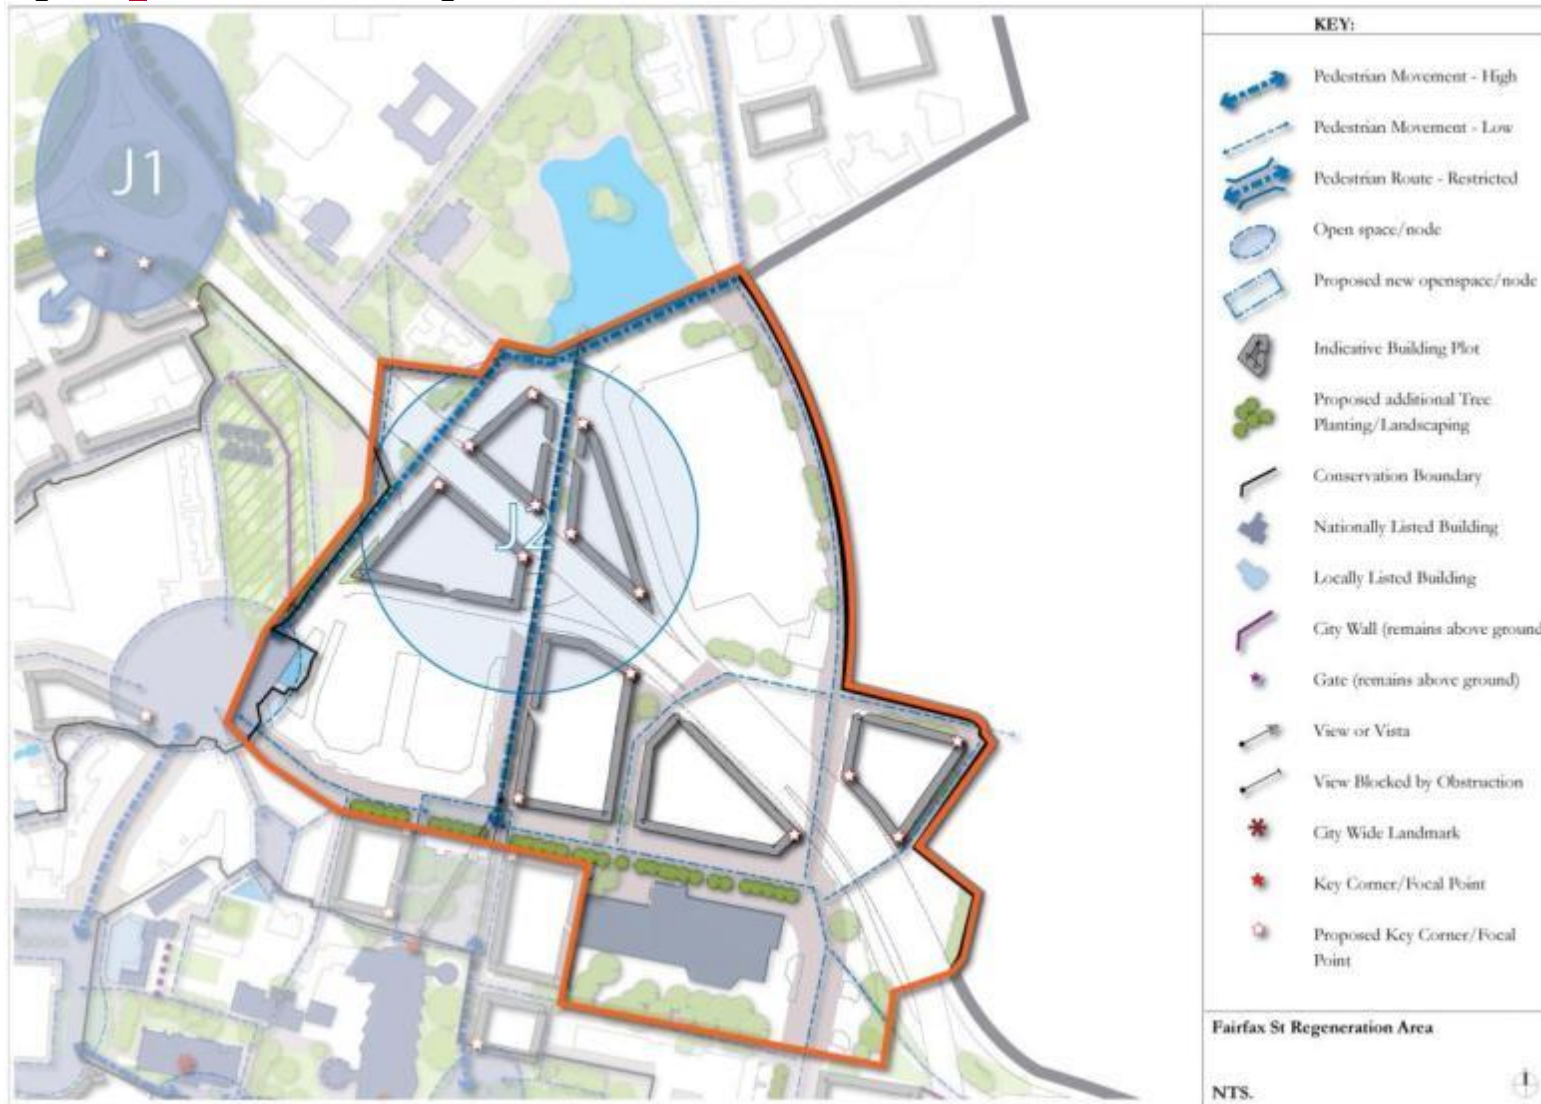 J1
J2
KEY:
Pedestrian Movement - High
Pedestrian Movement - Low
Pedestrian Route - Restricted
Open space/node
Proposed new openspace/node
Indicative Building Plot
Proposed additional Tree
Planting/Landscaping
Conservation Boundary
Nationally Listed Building
Locally Listed Building
City Wall (remains above ground
Gate (remains above ground)
View or Vista
View Blocked by Obstruction
City Wide Landmark
Key Corner/Focal Point
Proposed Key Corner/Focal
Point
Fairfax St Regeneration Area
NTS.